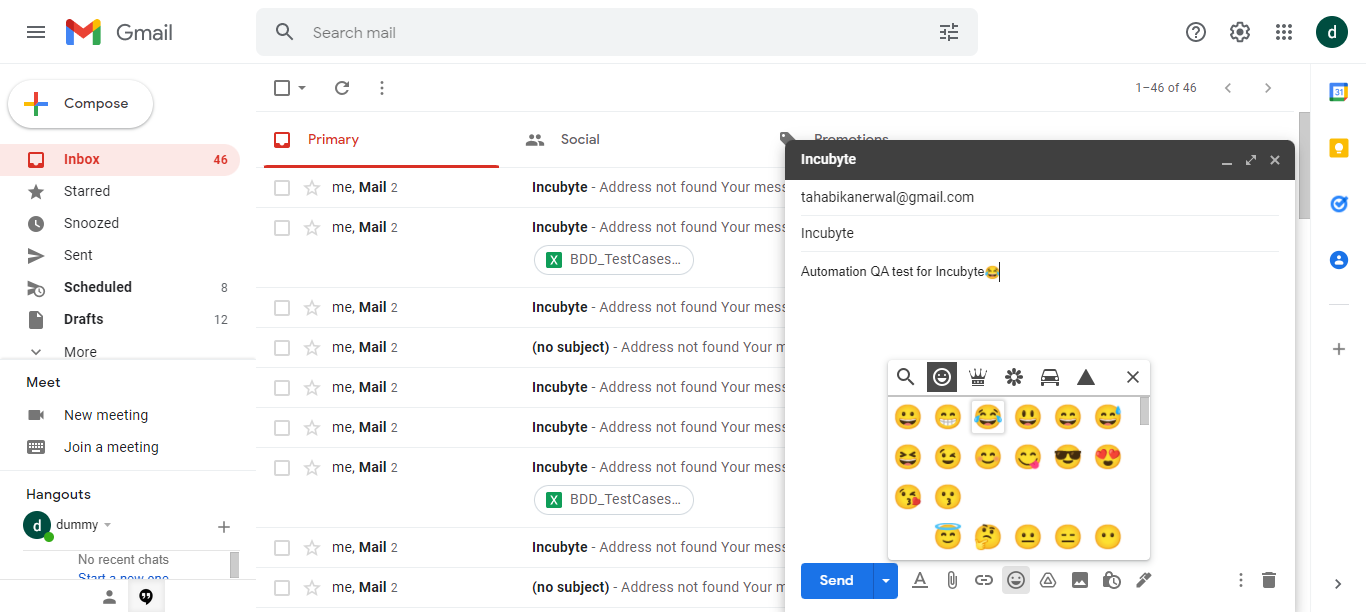 Gmail
Search mail
d
Compose
1–46 of 46
31
Primary
Social
Promotions
Inbox 46
Starred
Snoozed
Sent
Scheduled 8
Drafts 12
More
Meet
New meeting
Join a meeting
Hangouts
d dummy
No recent chats
Start a new one
me, Mail 2 Incubyte - Address not found Your mess
me, Mail 2 Incubyte - Address not found Your mess
X BDD_TestCases...
me, Mail 2 Incubyte - Address not found Your mess
me, Mail 2 (no subject) - Address not found Your m
me, Mail 2 Incubyte - Address not found Your mess
me, Mail 2 Incubyte - Address not found Your mess
me, Mail 2 Incubyte - Address not found Your mess
X BDD_TestCases...
me, Mail 2 Incubyte - Address not found Your mess
me, Mail 2 (no subject) - Address not found Your m
Incubyte
tahabikanerwal@gmail.com
Incubyte
Automation QA test for Incubyte😂
Send